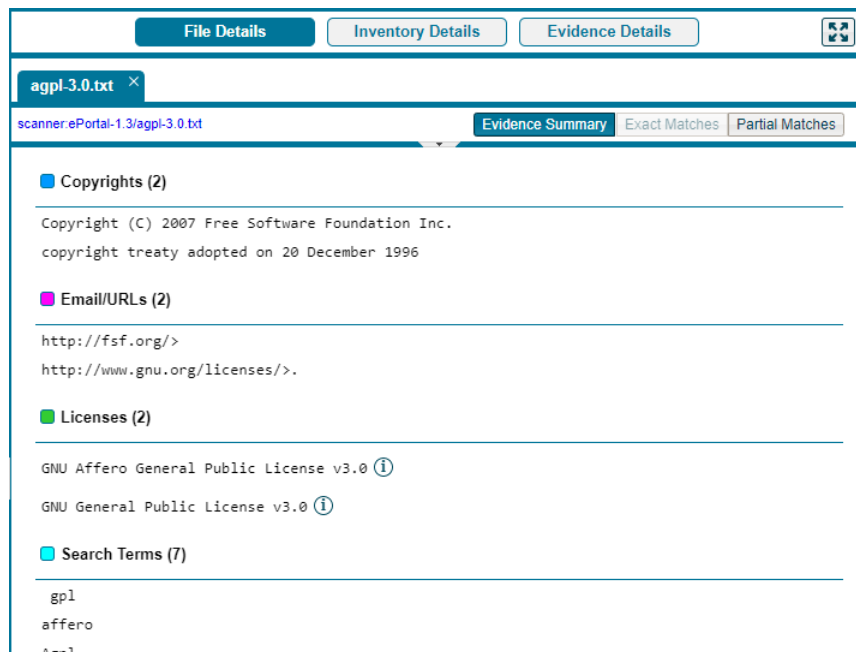 File Details
Inventory Details
Evidence Details
agpl-3.0.txt ×
scanner:ePortal-1.3/agpl-3.0.txt
Evidence Summary
Exact Matches
Partial Matches
Copyrights (2)
Copyright (C) 2007 Free Software Foundation Inc.
copyright treaty adopted on 20 December 1996
Email/URLs (2)
http://fsf.org/>
http://www.gnu.org/licenses/>.
Licenses (2)
GNU Affero General Public License v3.0
GNU General Public License v3.0
Search Terms (7)
gpl
affero
Agpl